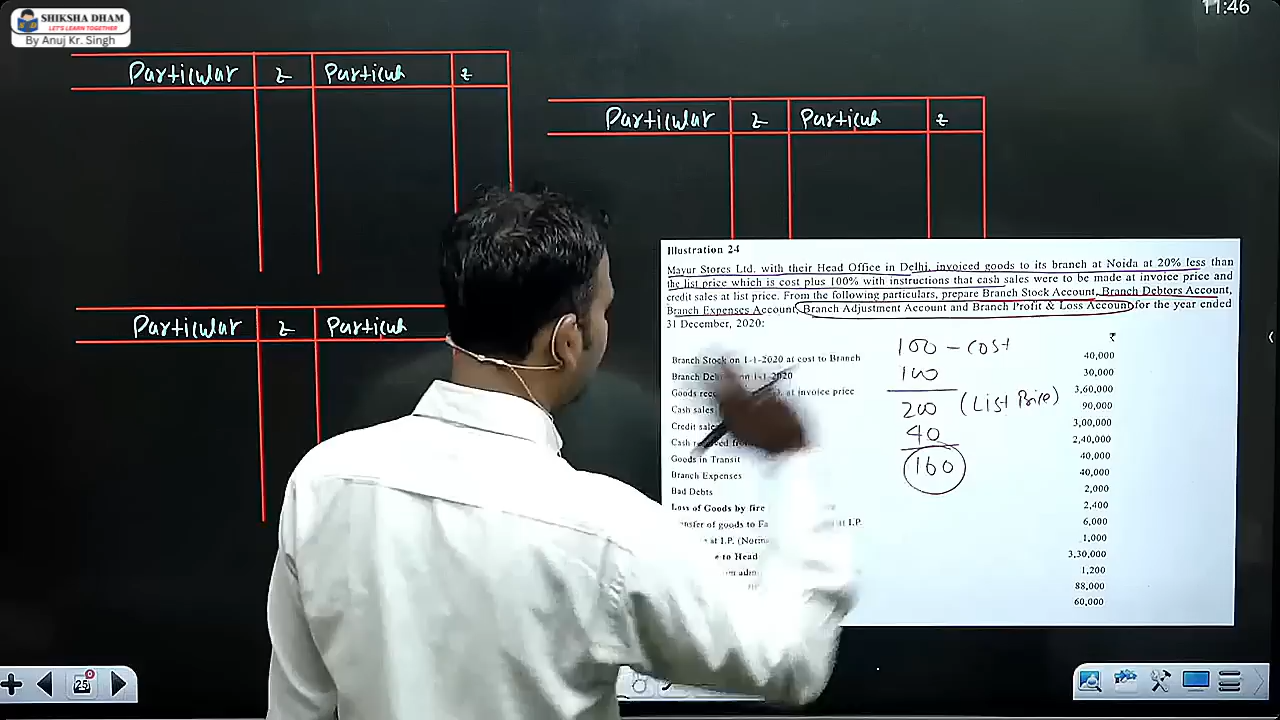 SHIKSHA DHAM
LET'S LEARN TOGETHER
By Anuj Kr. Singh
11:46
Particular ₹ Particular ₹
Particular ₹ Particular ₹
Particular ₹ Particular
Illustration 24
Mayur Stores Ltd. with their Head Office in Delhi, invoiced goods to its branch at Noida at 20% less than
the list price which is cost plus 100% with instructions that cash sales were to be made at invoice price and
credit sales at list price. From the following particulars, prepare Branch Stock Account, Branch Debtors Account,
Branch Expenses Account, Branch Adjustment Account and Branch Profit & Loss Account for the year ended
31 December, 2020:
₹
Branch Stock on 1-1-2020 at cost to Branch 40,000
Branch on 1-1-2020 30,000
Goods at invoice price 3,60,000
Cash sales 90,000
Credit 3,00,000
Cash 2,40,000
Goods in Transit 40,000
Branch Expenses 40,000
Bad Debts 2,000
Loss of Goods by fire 2,400
of goods to at I.P. 6,000
at I.P. 1,000
to Head 3,30,000
1,200
88,000
60,000
100 - cost
100
200 (List Price)
40
160
25